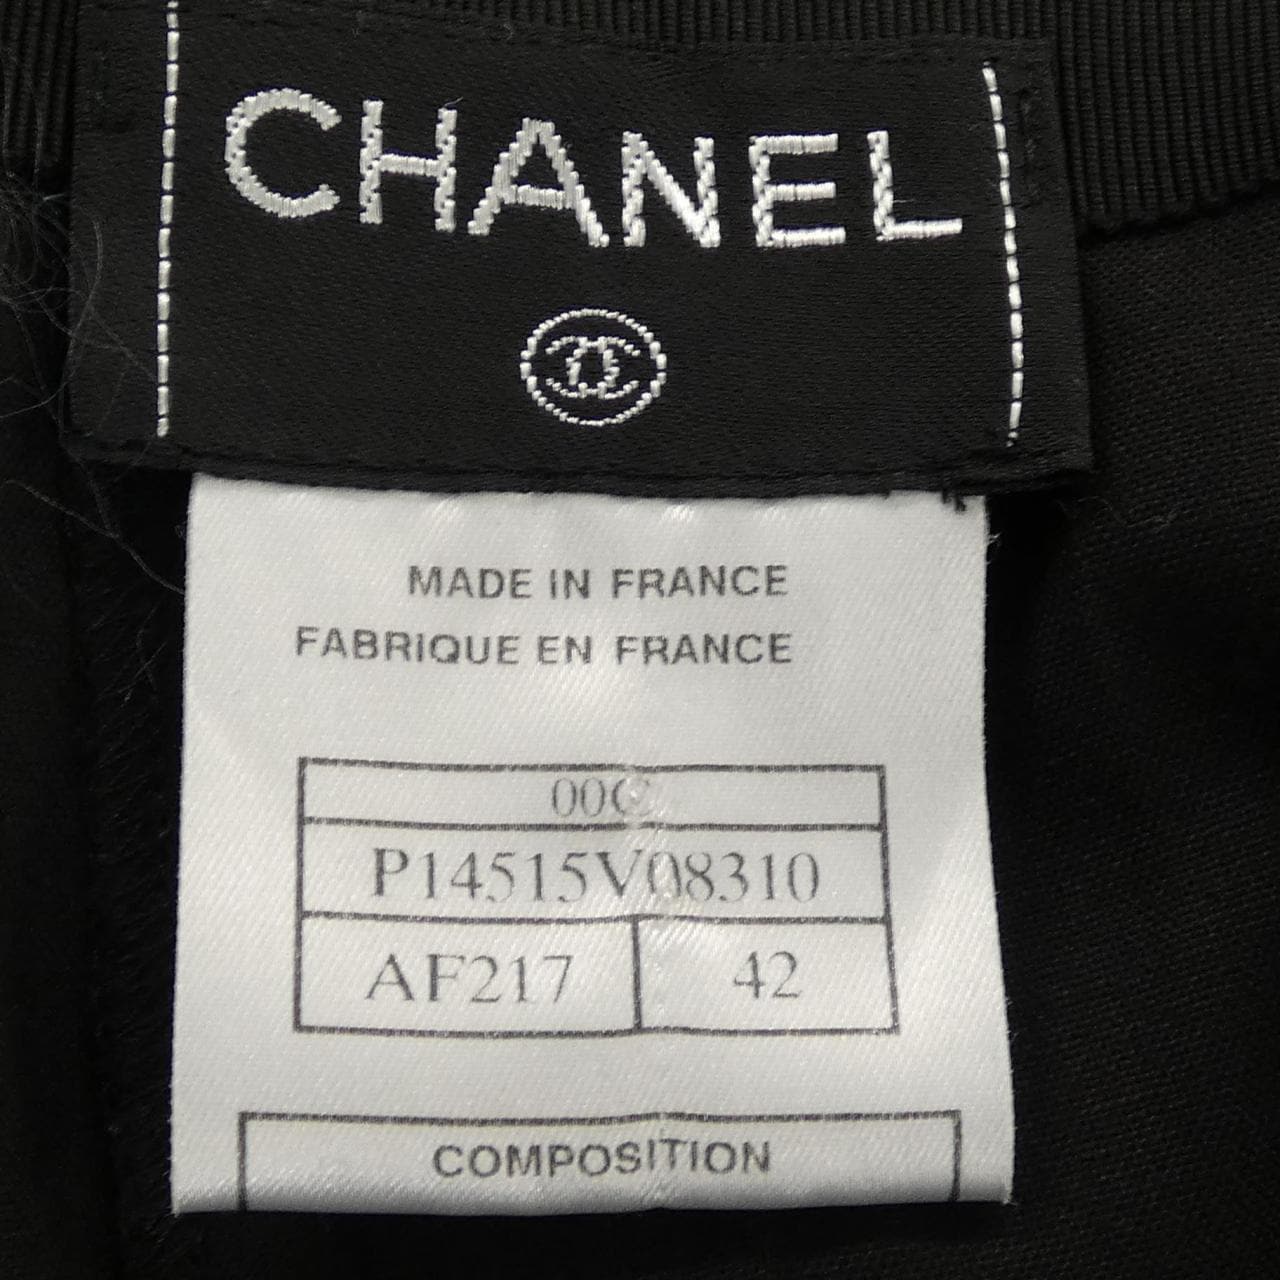 CHANEL
MADE IN FRANCE
FABRIQUE EN FRANCE
00C
P14515V08310
AF217 42
COMPOSITION